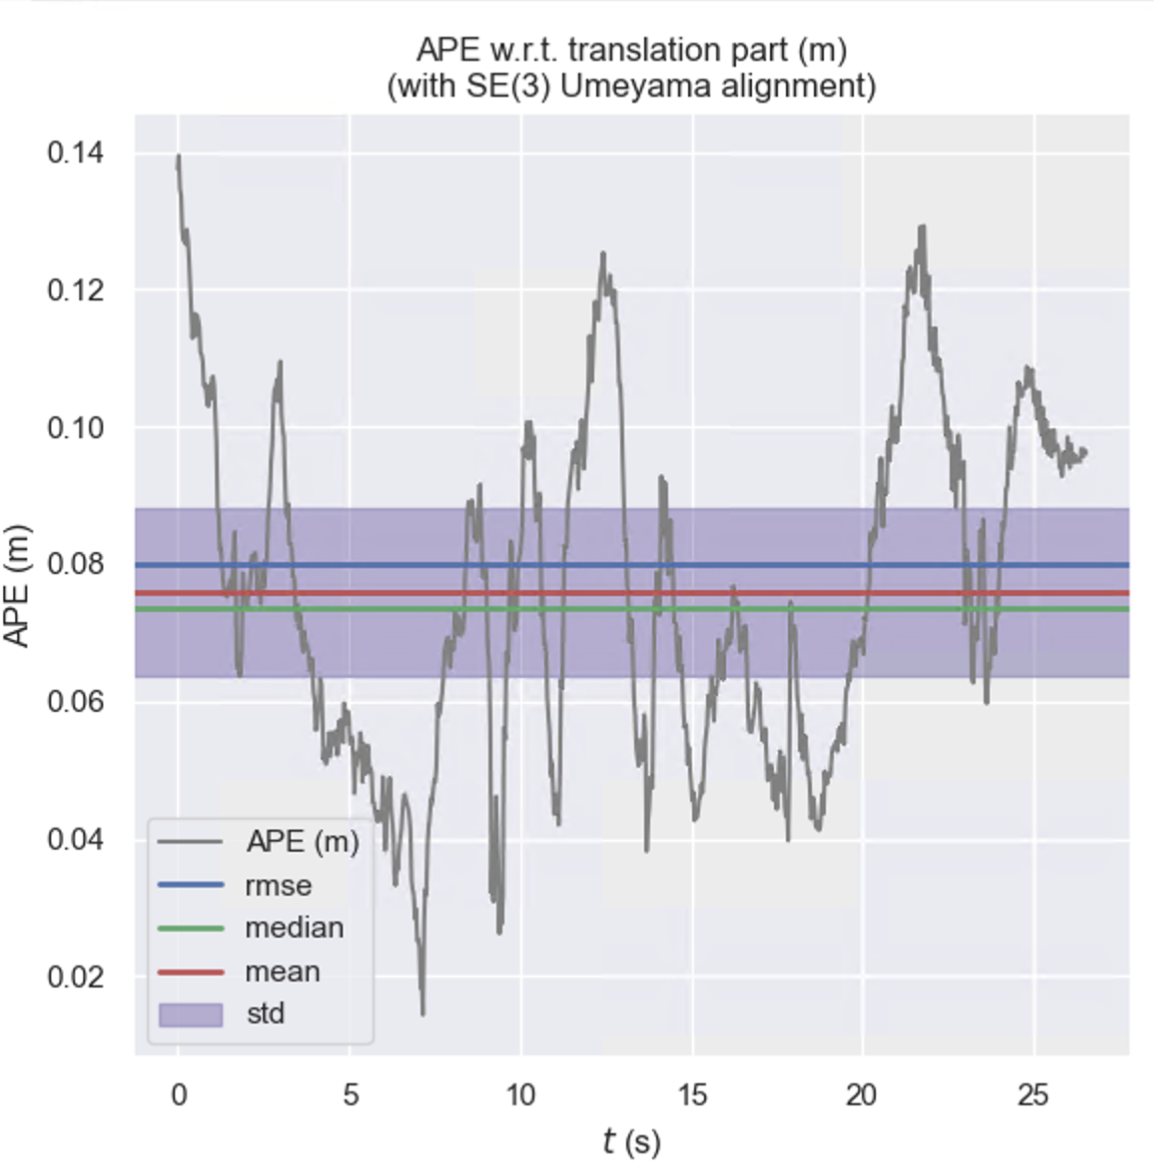 APE w.r.t. translation part (m)
(with SE(3) Umeyama alignment)
0.14
0.12
0.10
0.08
0.06
0.04
0.02
APE (m)
APE (m)
rmse
median
mean
std
0 5 10 15 20 25
t (s)